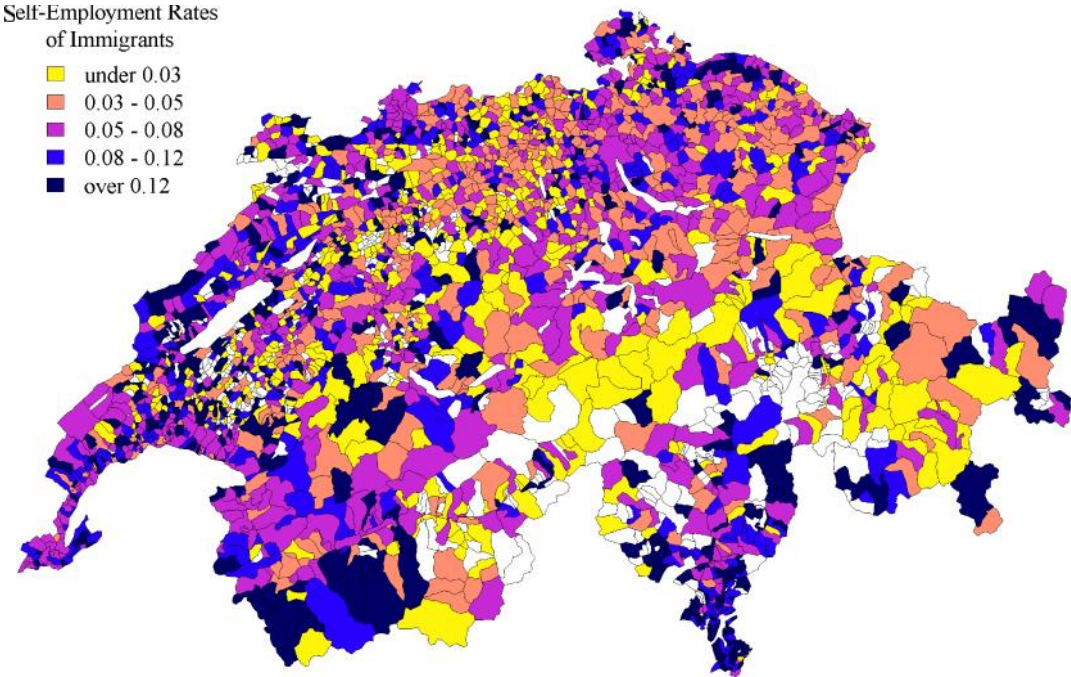 Self-Employment Rates
of Immigrants
under 0.03
0.03 - 0.05
0.05 - 0.08
0.08 - 0.12
over 0.12